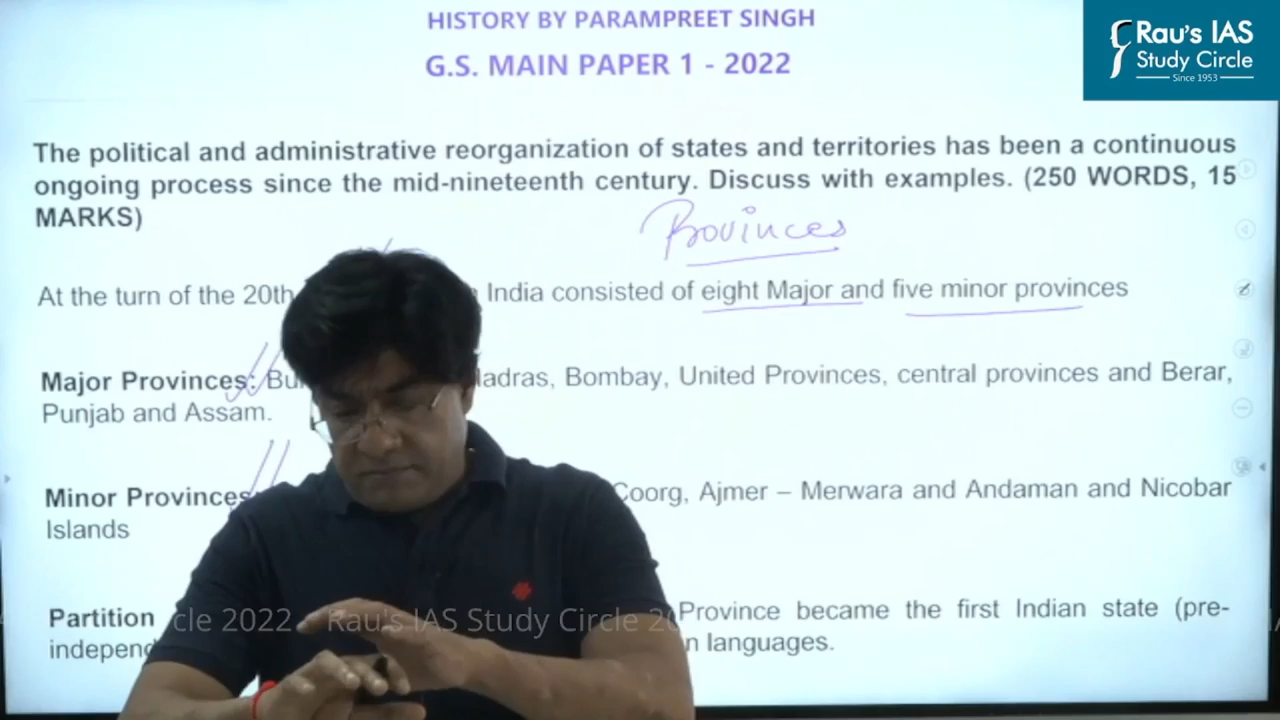 HISTORY BY PARAMPREET SINGH
G.S. MAIN PAPER 1 - 2022
Rau's IAS
Study Circle
Since 1953
The political and administrative reorganization of states and territories has been a continuous
ongoing process since the mid-nineteenth century. Discuss with examples. (250 WORDS, 15
MARKS)
Provinces
At the turn of the 20th India consisted of eight Major and five minor provinces
Major Provinces: Madras, Bombay, United Provinces, central provinces and Berar,
Punjab and Assam.
Minor Provinces Coorg, Ajmer – Merwara and Andaman and Nicobar
Islands
Partition Province became the first Indian state (pre-
languages.
2022 Rau's IAS Study Circle